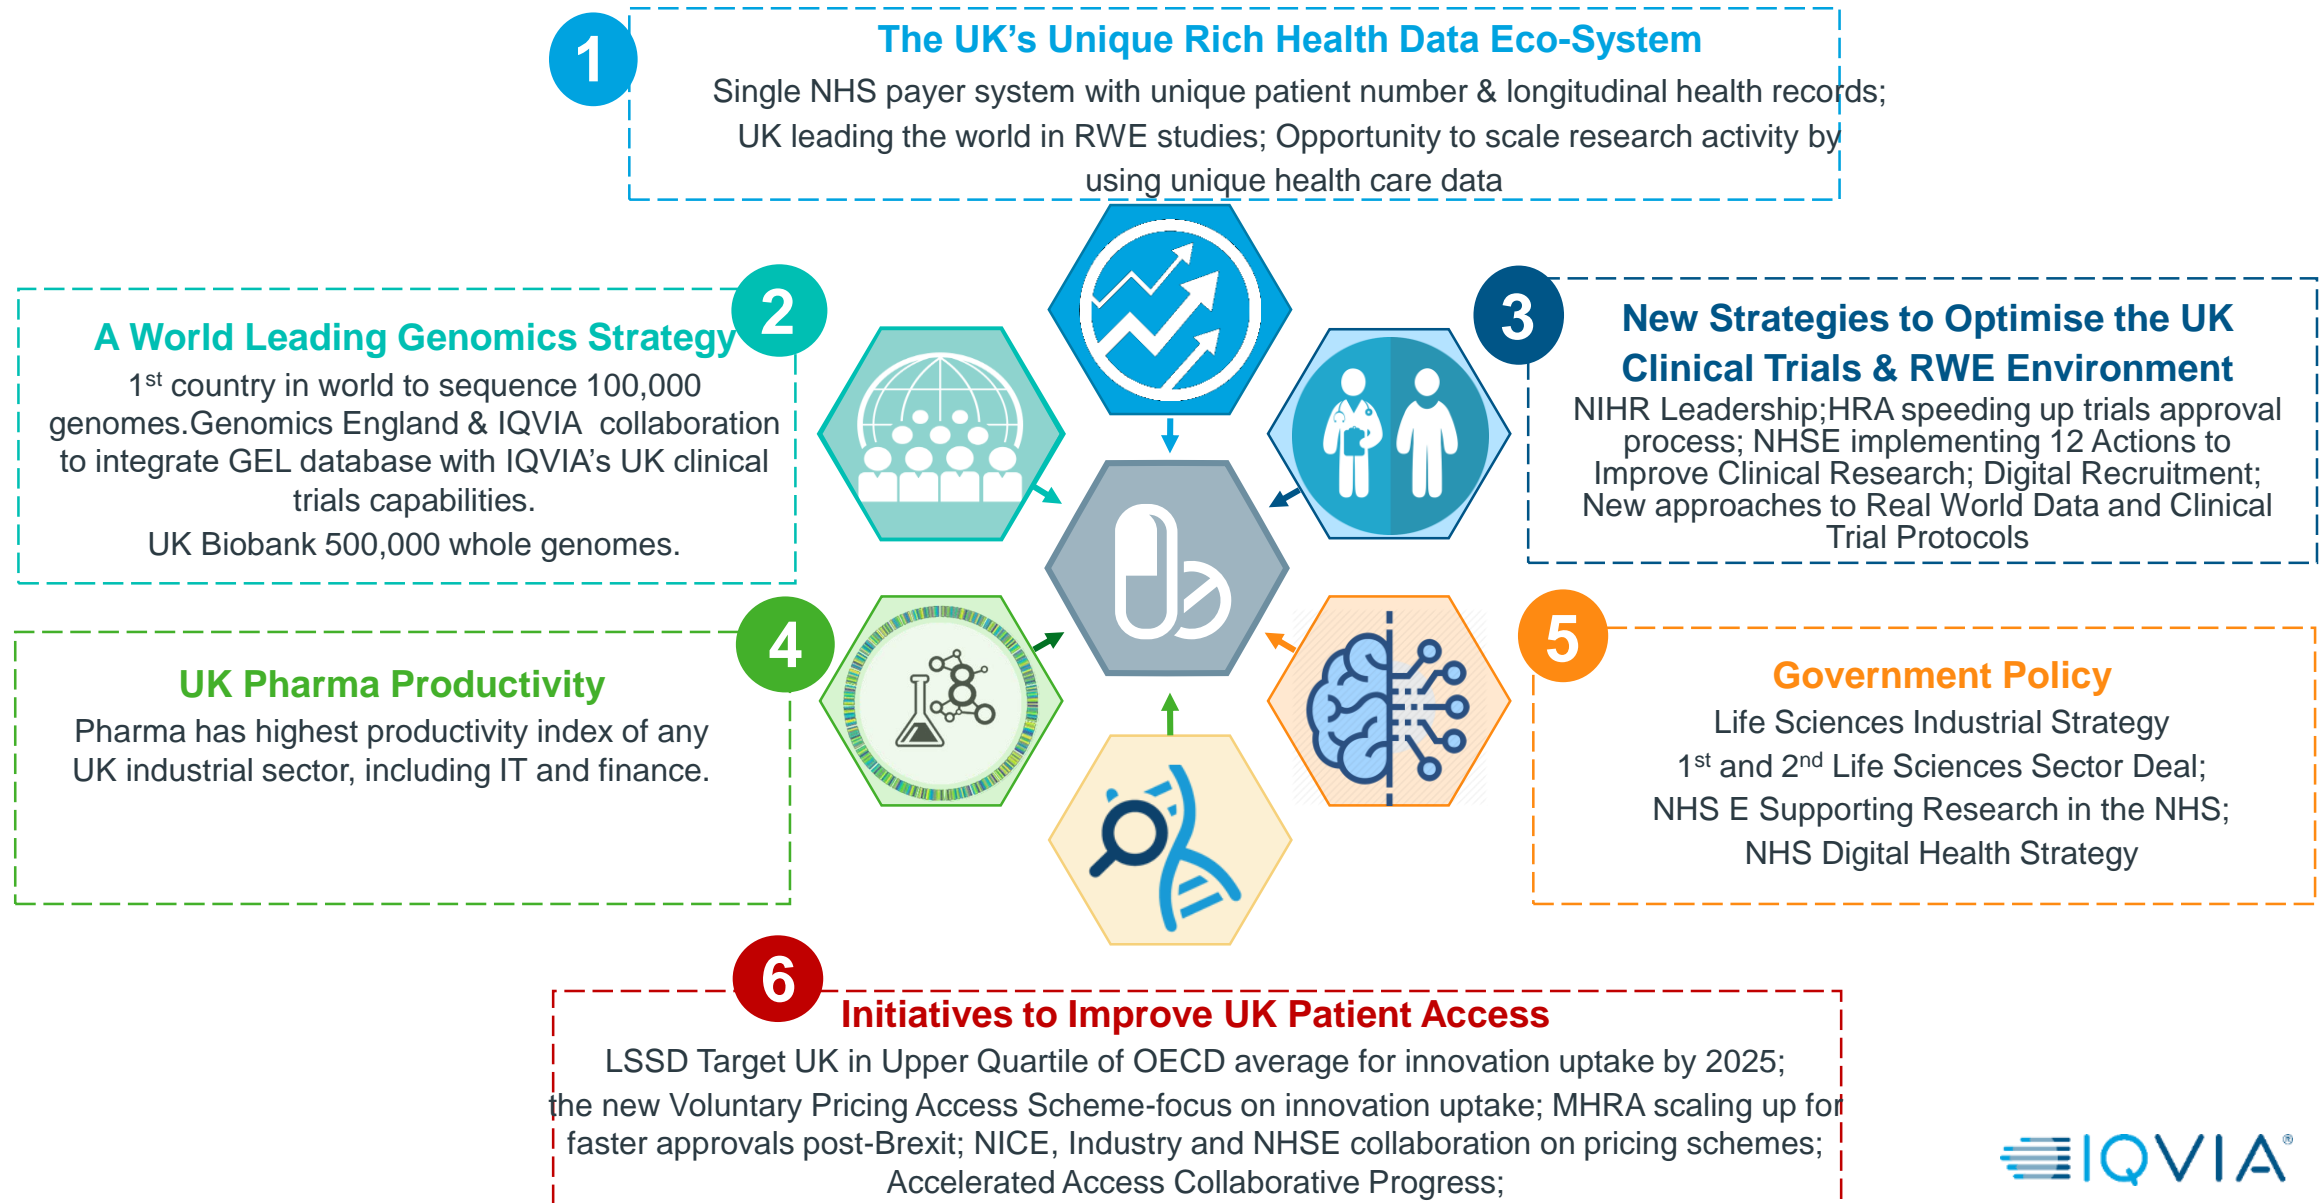 1
The UK’s Unique Rich Health Data Eco-System
Single NHS payer system with unique patient number & longitudinal health records;
UK leading the world in RWE studies; Opportunity to scale research activity by
using unique health care data
2
A World Leading Genomics Strategy
1st country in world to sequence 100,000
genomes.Genomics England & IQVIA collaboration
to integrate GEL database with IQVIA’s UK clinical
trials capabilities.
UK Biobank 500,000 whole genomes.
3
New Strategies to Optimise the UK
Clinical Trials & RWE Environment
NIHR Leadership;HRA speeding up trials approval
process; NHSE implementing 12 Actions to
Improve Clinical Research; Digital Recruitment;
New approaches to Real World Data and Clinical
Trial Protocols
4
UK Pharma Productivity
Pharma has highest productivity index of any
UK industrial sector, including IT and finance.
5
Government Policy
Life Sciences Industrial Strategy
1st and 2nd Life Sciences Sector Deal;
NHS E Supporting Research in the NHS;
NHS Digital Health Strategy
6
Initiatives to Improve UK Patient Access
LSSD Target UK in Upper Quartile of OECD average for innovation uptake by 2025;
the new Voluntary Pricing Access Scheme-focus on innovation uptake; MHRA scaling up for
faster approvals post-Brexit; NICE, Industry and NHSE collaboration on pricing schemes;
Accelerated Access Collaborative Progress;
IQVIA®